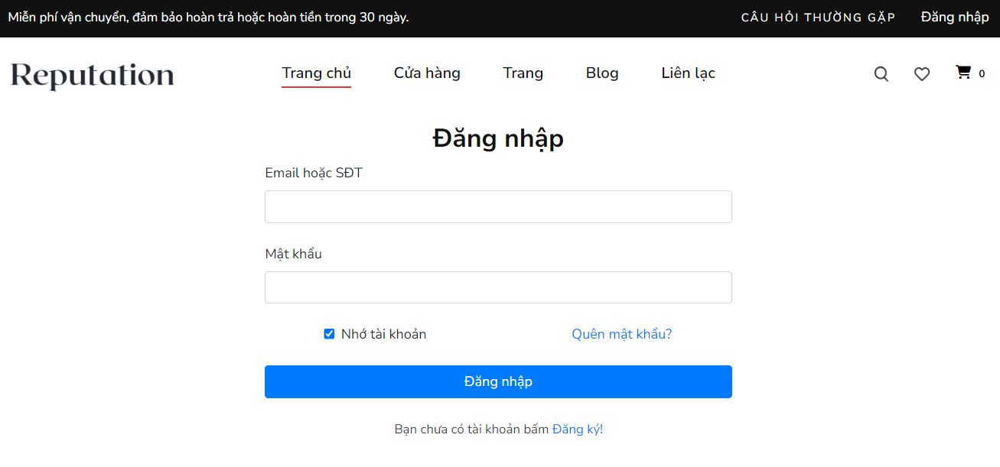 Miễn phí vận chuyển, đảm bảo hoàn trả hoặc hoàn tiền trong 30 ngày. CÂU HỎI THƯỜNG GẶP Đăng nhập
Reputation Trang chủ Cửa hàng Trang Blog Liên lạc 0
Đăng nhập
Email hoặc SĐT
Mật khẩu
Nhớ tài khoản Quên mật khẩu?
Đăng nhập
Bạn chưa có tài khoản bấm Đăng ký!